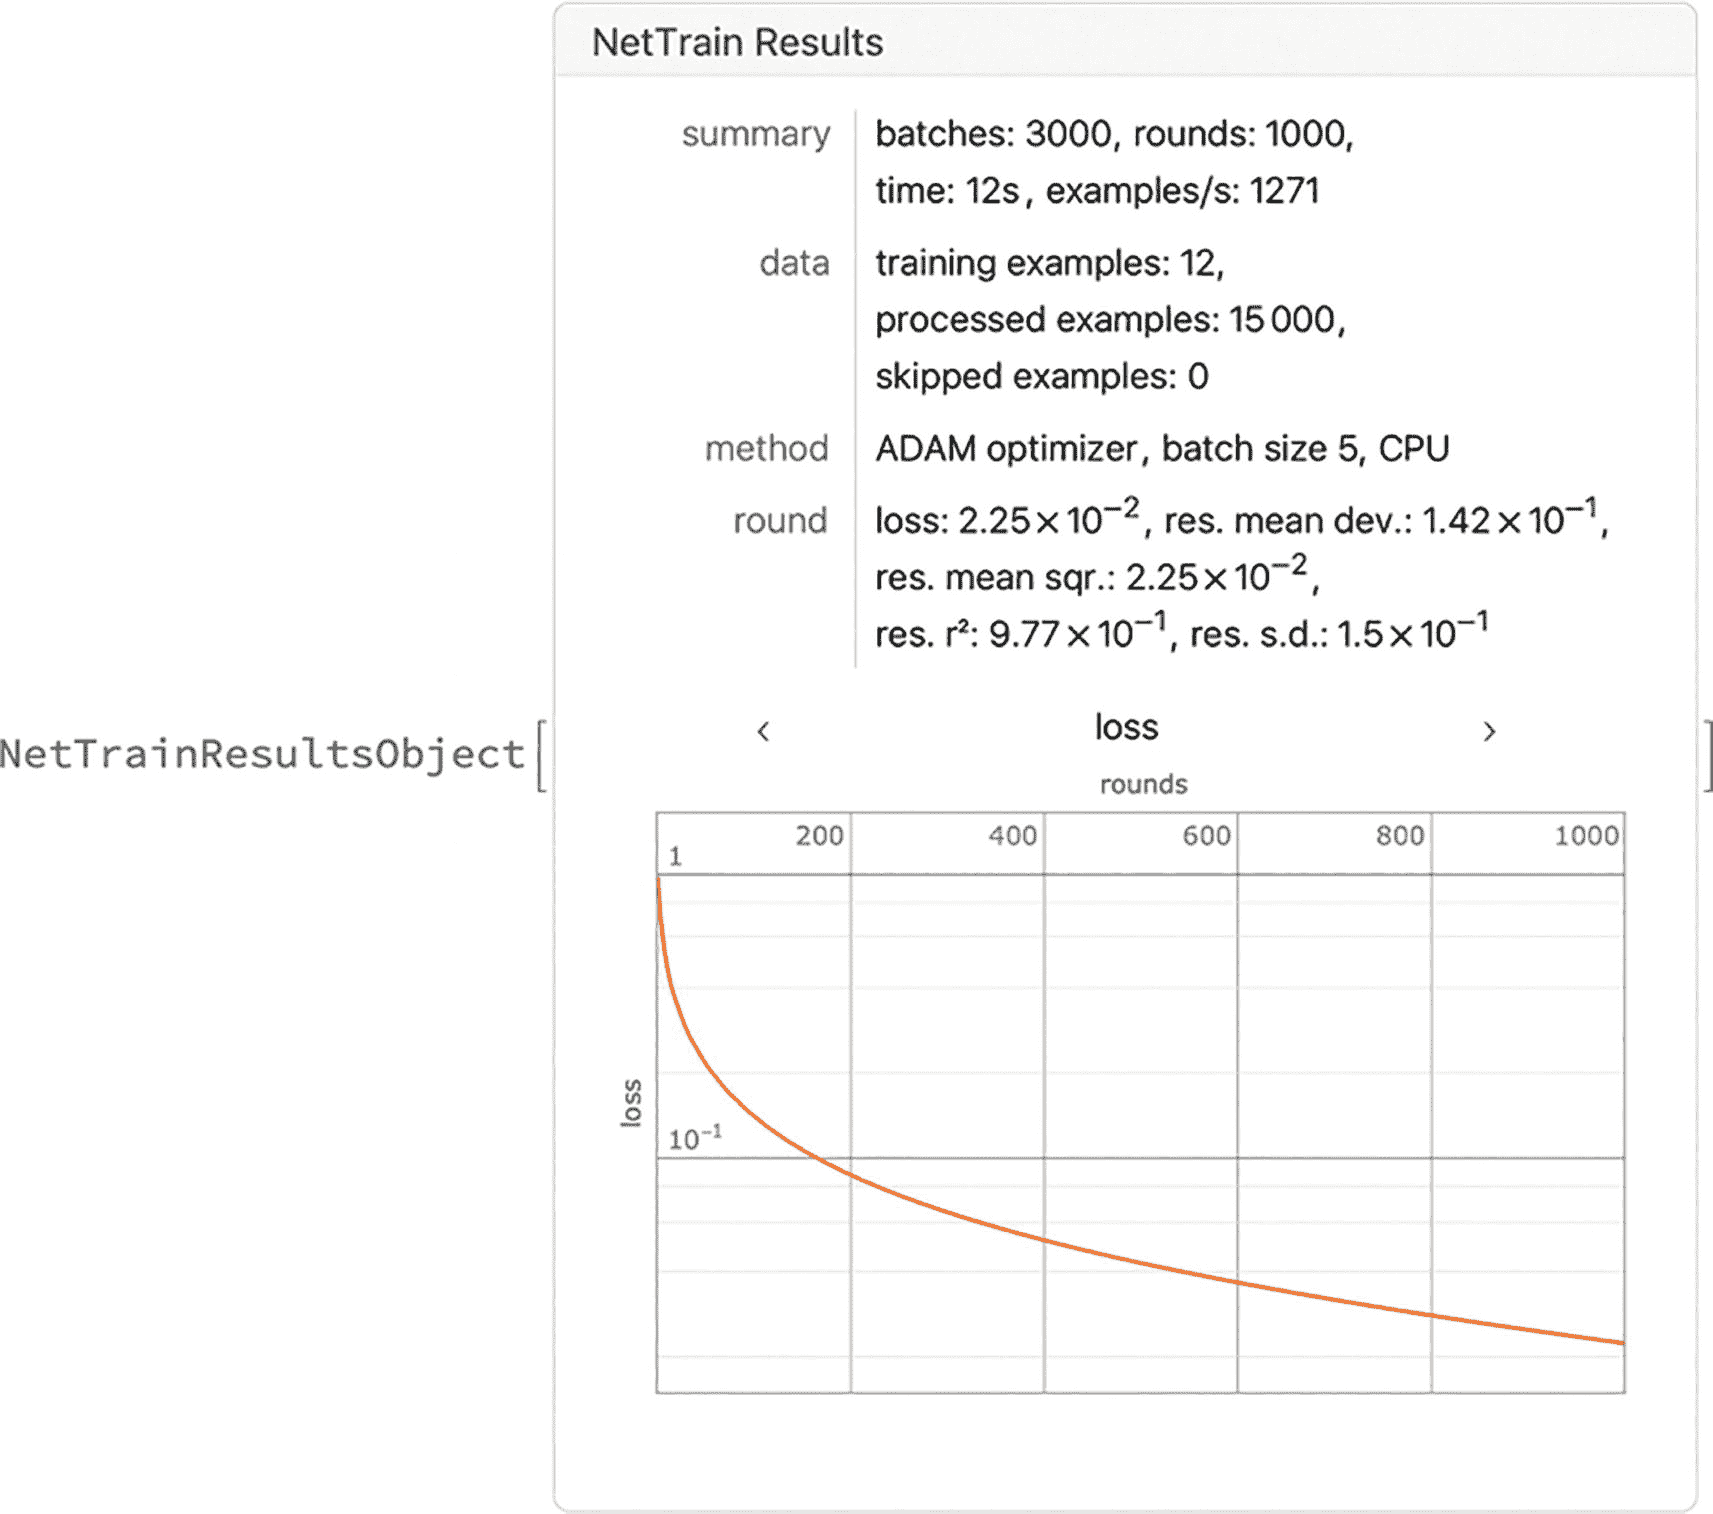 NetTrain Results
summary
batches: 3000, rounds: 1000,
time: 12s, examples/s: 1271
data
training examples: 12,
processed examples: 15 000,
skipped examples: 0
method
ADAM optimizer, batch size 5, CPU
round
loss: 2.25×10⁻², res. mean dev.: 1.42×10⁻¹,
res. mean sqr.: 2.25×10⁻²,
res. r²: 9.77×10⁻¹, res. s.d.: 1.5×10⁻¹
NetTrainResultsObject[
‹ loss ›
]
rounds
200 400 600 800 1000
1
loss
10⁻¹